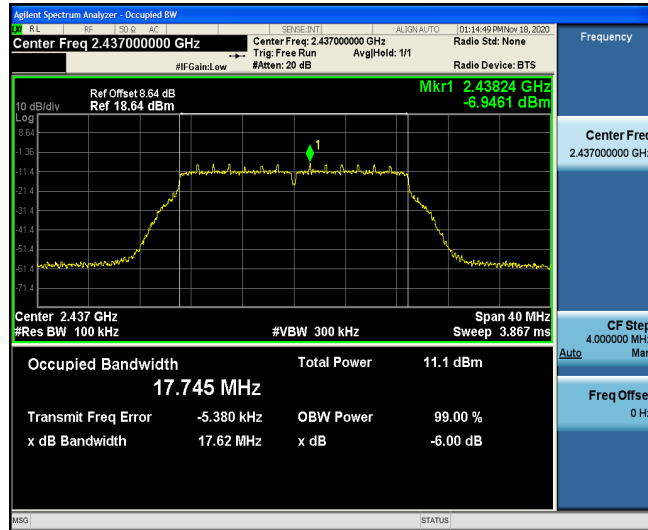 Agilent Spectrum Analyzer - Occupied BW
LXI RL RF 50 Ω AC SENSE:INT ALIGN AUTO 01:14:49 PM Nov 18, 2020
Center Freq 2.437000000 GHz
Center Freq: 2.437000000 GHz
Radio Std: None
Trig: Free Run Avg|Hold: 1/1
#IFGain:Low #Atten: 20 dB Radio Device: BTS
Frequency
Ref Offset 8.64 dB
Mkr1 2.43824 GHz
10 dB/div Ref 18.64 dBm
-6.9461 dBm
Log
8.64
-1.36
1
-11.4
-21.4
-31.4
-41.4
-51.4
-61.4
-71.4
Center Freq
2.437000000 GHz
Center 2.437 GHz Span 40 MHz
#Res BW 100 kHz #VBW 300 kHz Sweep 3.867 ms
CF Step
4.000000 MHz
Auto Man
Occupied Bandwidth Total Power 11.1 dBm
17.745 MHz
Transmit Freq Error -5.380 kHz OBW Power 99.00 %
x dB Bandwidth 17.62 MHz x dB -6.00 dB
Freq Offse
0 Hz
MSG STATUS